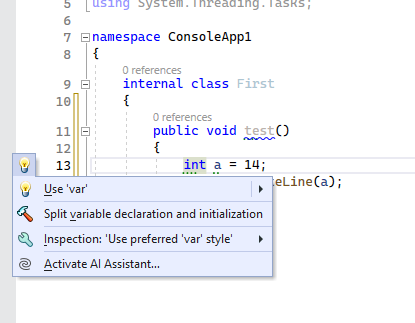 5 using System.Threading.Tasks;
6
7 namespace ConsoleApp1
8 {
0 references
9 internal class First
10 {
0 references
11 public void test()
12 {
13 int a = 14;
eLine(a);
Use 'var'
Split variable declaration and initialization
Inspection: 'Use preferred 'var' style'
Activate AI Assistant...